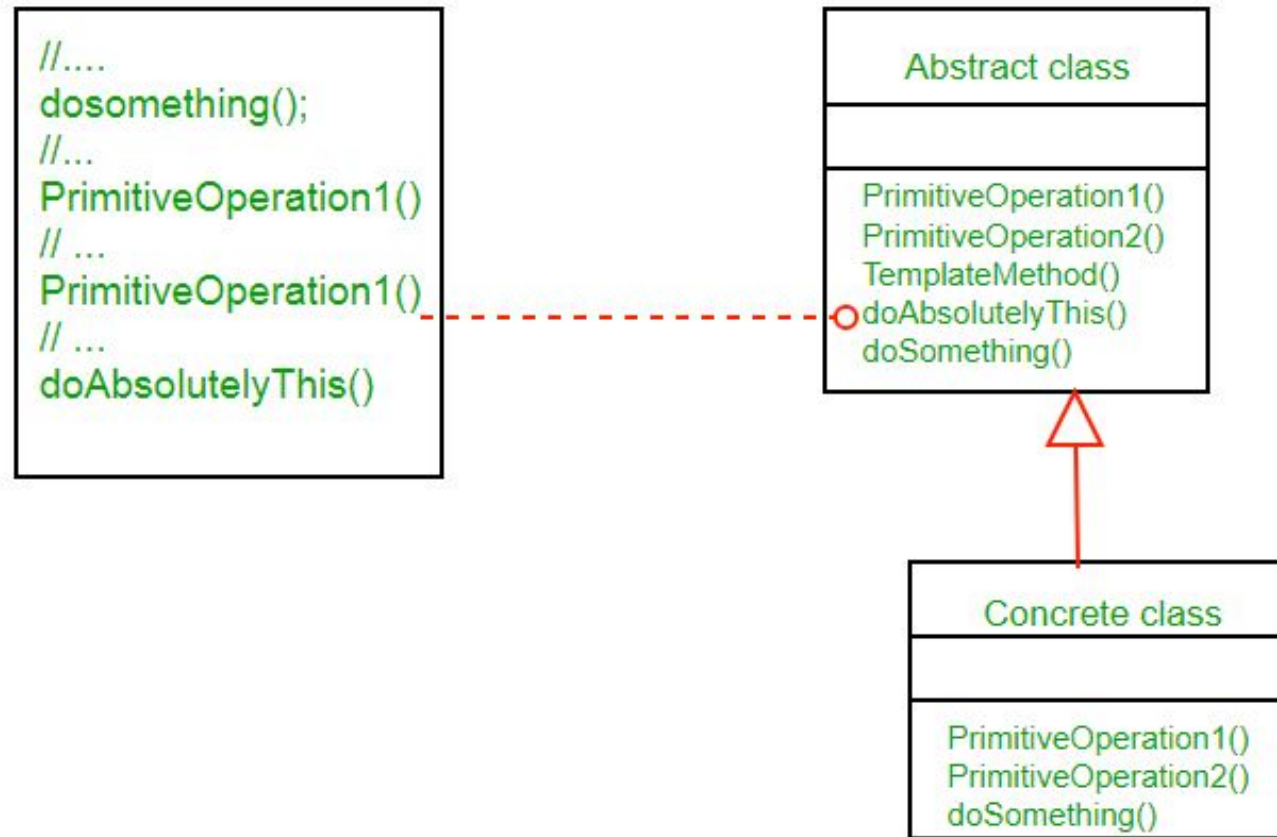 //....
dosomething();
//...
PrimitiveOperation1()
// ...
PrimitiveOperation1()
// ...
doAbsolutelyThis()
Abstract class
PrimitiveOperation1()
PrimitiveOperation2()
TemplateMethod()
doAbsolutelyThis()
doSomething()
Concrete class
PrimitiveOperation1()
PrimitiveOperation2()
doSomething()